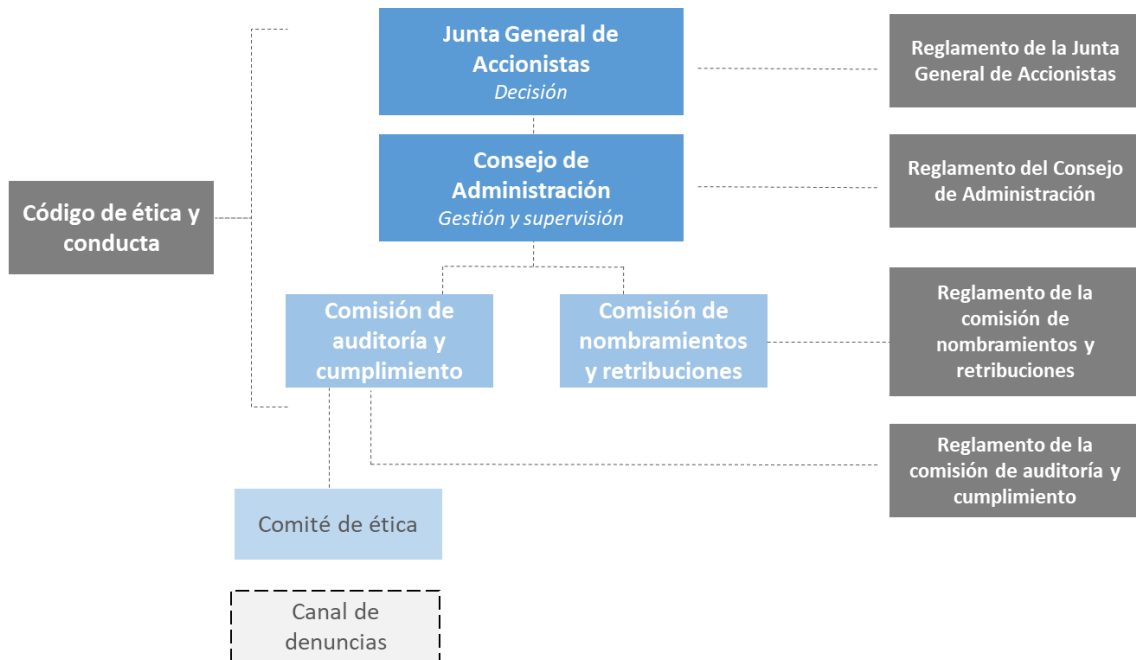 Junta General de
Accionistas
Decisión
Reglamento de la Junta
General de Accionistas
Consejo de
Administración
Gestión y supervisión
Reglamento del Consejo
de Administración
Código de ética y
conducta
Comisión de
auditoría y
cumplimiento
Comisión de
nombramientos
y retribuciones
Reglamento de la
comisión de
nombramientos y
retribuciones
Reglamento de la
comisión de auditoría y
cumplimiento
Comité de ética
Canal de
denuncias